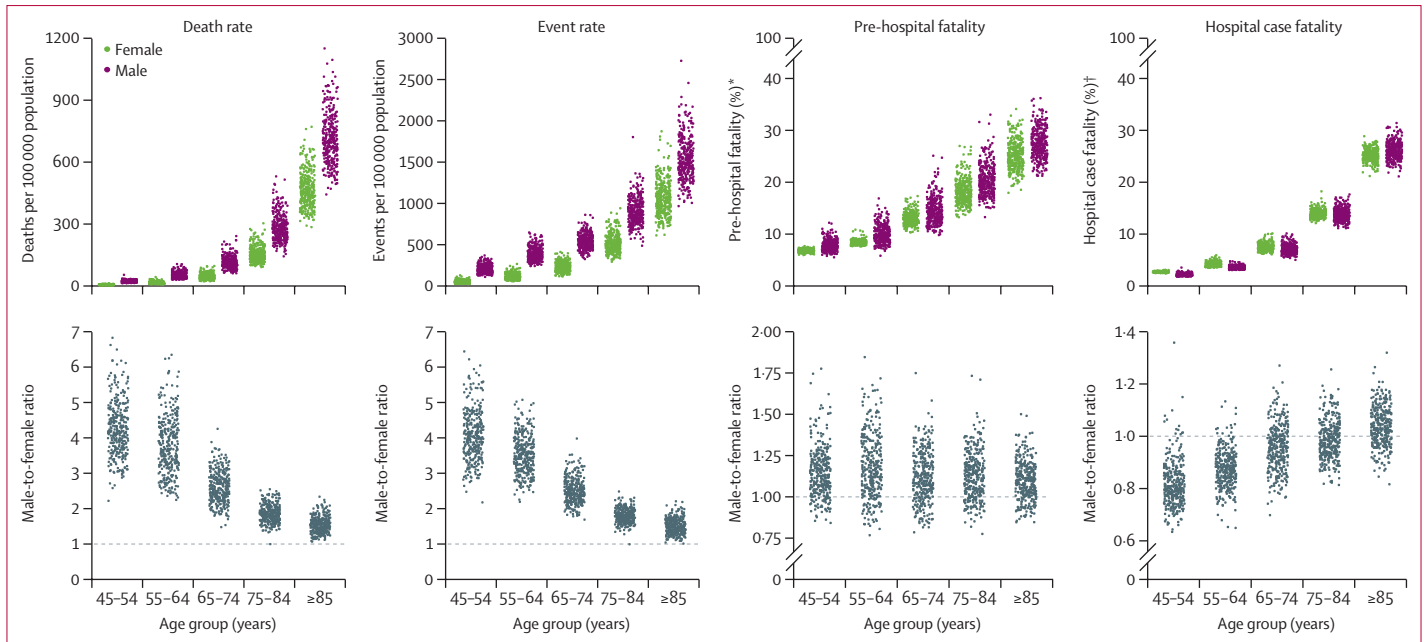 Death rate
Event rate
Pre-hospital fatality
Hospital case fatality
Female
Male
Deaths per 100 000 population
1200
900
600
300
0
Events per 100 000 population
3000
2500
2000
1500
1000
500
0
Pre-hospital fatality (%)*
100
40
30
20
10
0
Hospital case fatality (%)†
100
40
30
20
10
0
Male-to-female ratio
7
6
5
4
3
2
1
0
Male-to-female ratio
7
6
5
4
3
2
1
0
Male-to-female ratio
2·00
1·75
1·50
1·25
1·00
0·75
0
Male-to-female ratio
1·4
1·2
1·0
0·8
0·6
0
45–54 55–64 65–74 75–84 ≥85
45–54 55–64 65–74 75–84 ≥85
45–54 55–64 65–74 75–84 ≥85
45–54 55–64 65–74 75–84 ≥85
Age group (years)
Age group (years)
Age group (years)
Age group (years)